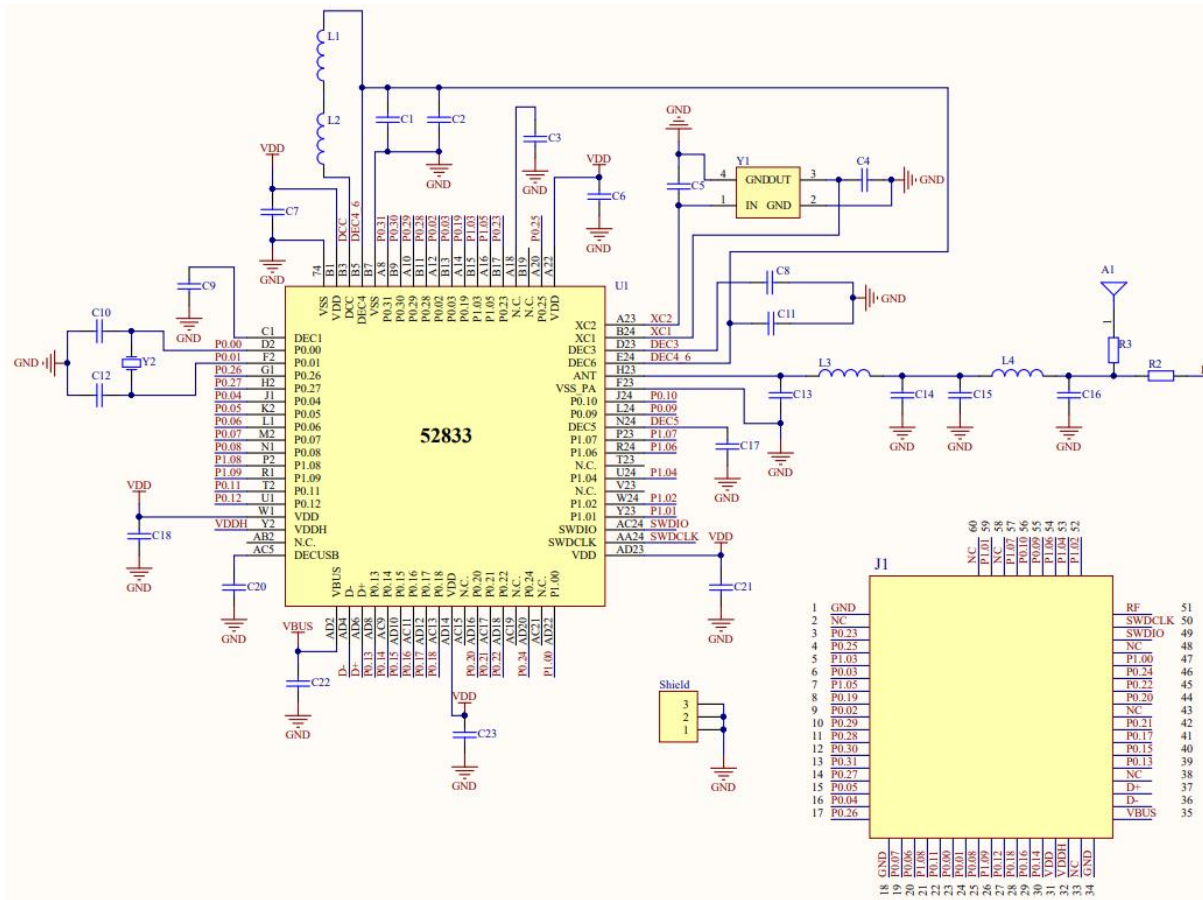 L1
L2
C1
C2
C3
GND
VDD
C7
GND
GND
VDD
C6
GND
GND
C5
Y1
4
GND
OUT
3
1
IN
GND
2
C4
GND
DCC
DEC4_6
P0.31
P0.30
P0.29
P0.28
P0.02
P0.03
P0.19
P1.03
P1.05
P0.23
P0.25
74
B1
B3
B5
B7
A8
B9
A10
B11
A12
B13
A14
B15
A16
B17
A18
B19
A20
A22
U1
VSS
VDD
DCC
DEC4
VSS
P0.31
P0.30
P0.29
P0.28
P0.02
P0.03
P0.19
P1.03
P1.05
P0.23
N.C.
N.C.
P0.25
VDD
C9
GND
C10
GND
Y2
C12
C1 DEC1
P0.00 D2 P0.00
P0.01 F2 P0.01
P0.26 G1 P0.26
P0.27 H2 P0.27
P0.04 J1 P0.04
P0.05 K2 P0.05
P0.06 L1 P0.06
P0.07 M2 P0.07
P0.08 N1 P0.08
P1.08 P2 P1.08
P1.09 R1 P1.09
P0.11 T2 P0.11
P0.12 U1 P0.12
W1 VDD
VDDH Y2 VDDH
AB2 N.C.
AC5 DECUSB
52833
XC2 A23 XC2
XC1 B24 XC1
DEC3 D23 DEC3
DEC6 E24 DEC4_6
ANT H23
VSS_PA F23
P0.10 J24 P0.10
P0.09 L24 P0.09
DEC5 N24 DEC5
P1.07 P23 P1.07
P1.06 R24 P1.06
N.C. T23
P1.04 U24 P1.04
N.C. V23
P1.02 W24 P1.02
P1.01 Y23 P1.01
SWDIO AC24 SWDIO
SWDCLK AA24 SWDCLK
VDD AD23
C8
C11
GND
A1
1
R3
R2
L3
L4
C13
C14
C15
C16
GND
GND
GND
GND
C17
GND
VDD
C18
GND
C20
GND
VDD
C21
GND
VBUS
D-
D+
P0.13
P0.14
P0.15
P0.16
P0.17
P0.18
VDD
N.C.
P0.20
P0.21
P0.22
N.C.
P0.24
N.C.
P1.00
AD2
AD4
AD6
AD8
AC9
AD10
AC11
AD12
AC13
AD14
AC15
AD16
AC17
AD18
AC19
AD20
AC21
AD22
D-
D+
P0.13
P0.14
P0.15
P0.16
P0.17
P0.18
P0.20
P0.21
P0.22
P0.24
P1.00
VBUS
C22
GND
VDD
C23
GND
Shield
3
2
1
GND
J1
60
59
58
57
56
55
54
53
52
NC
P1.01
NC
P1.07
P0.10
P0.09
P1.06
P1.04
P1.02
1 GND
2 NC
3 P0.23
4 P0.25
5 P1.03
6 P0.03
7 P1.05
8 P0.19
9 P0.02
10 P0.29
11 P0.28
12 P0.30
13 P0.31
14 P0.27
15 P0.05
16 P0.04
17 P0.26
RF 51
SWDCLK 50
SWDIO 49
NC 48
P1.00 47
P0.24 46
P0.22 45
P0.20 44
NC 43
P0.21 42
P0.17 41
P0.15 40
P0.13 39
NC 38
D+ 37
D- 36
VBUS 35
GND
P0.07
P0.06
P1.08
P0.11
P0.00
P0.01
P0.08
P1.09
P0.12
P0.18
P0.16
P0.14
VDD
VDDH
NC
GND
18
19
20
21
22
23
24
25
26
27
28
29
30
31
32
33
34